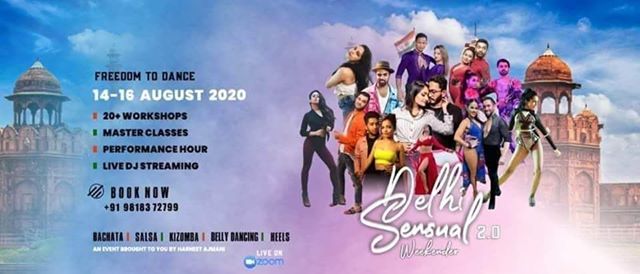 FREEDOM TO DANCE
14-16 AUGUST 2020
20+ WORKSHOPS
MASTER CLASSES
PERFORMANCE HOUR
LIVE DJ STREAMING
BOOK NOW
+91 98183 72799
BACHATA | SALSA | KIZOMBA | BELLY DANCING | HEELS
AN EVENT BROUGHT TO YOU BY HARNEET AJMANI
LIVE ON
zoom
Delhi
Sensual 2.0
Weekender